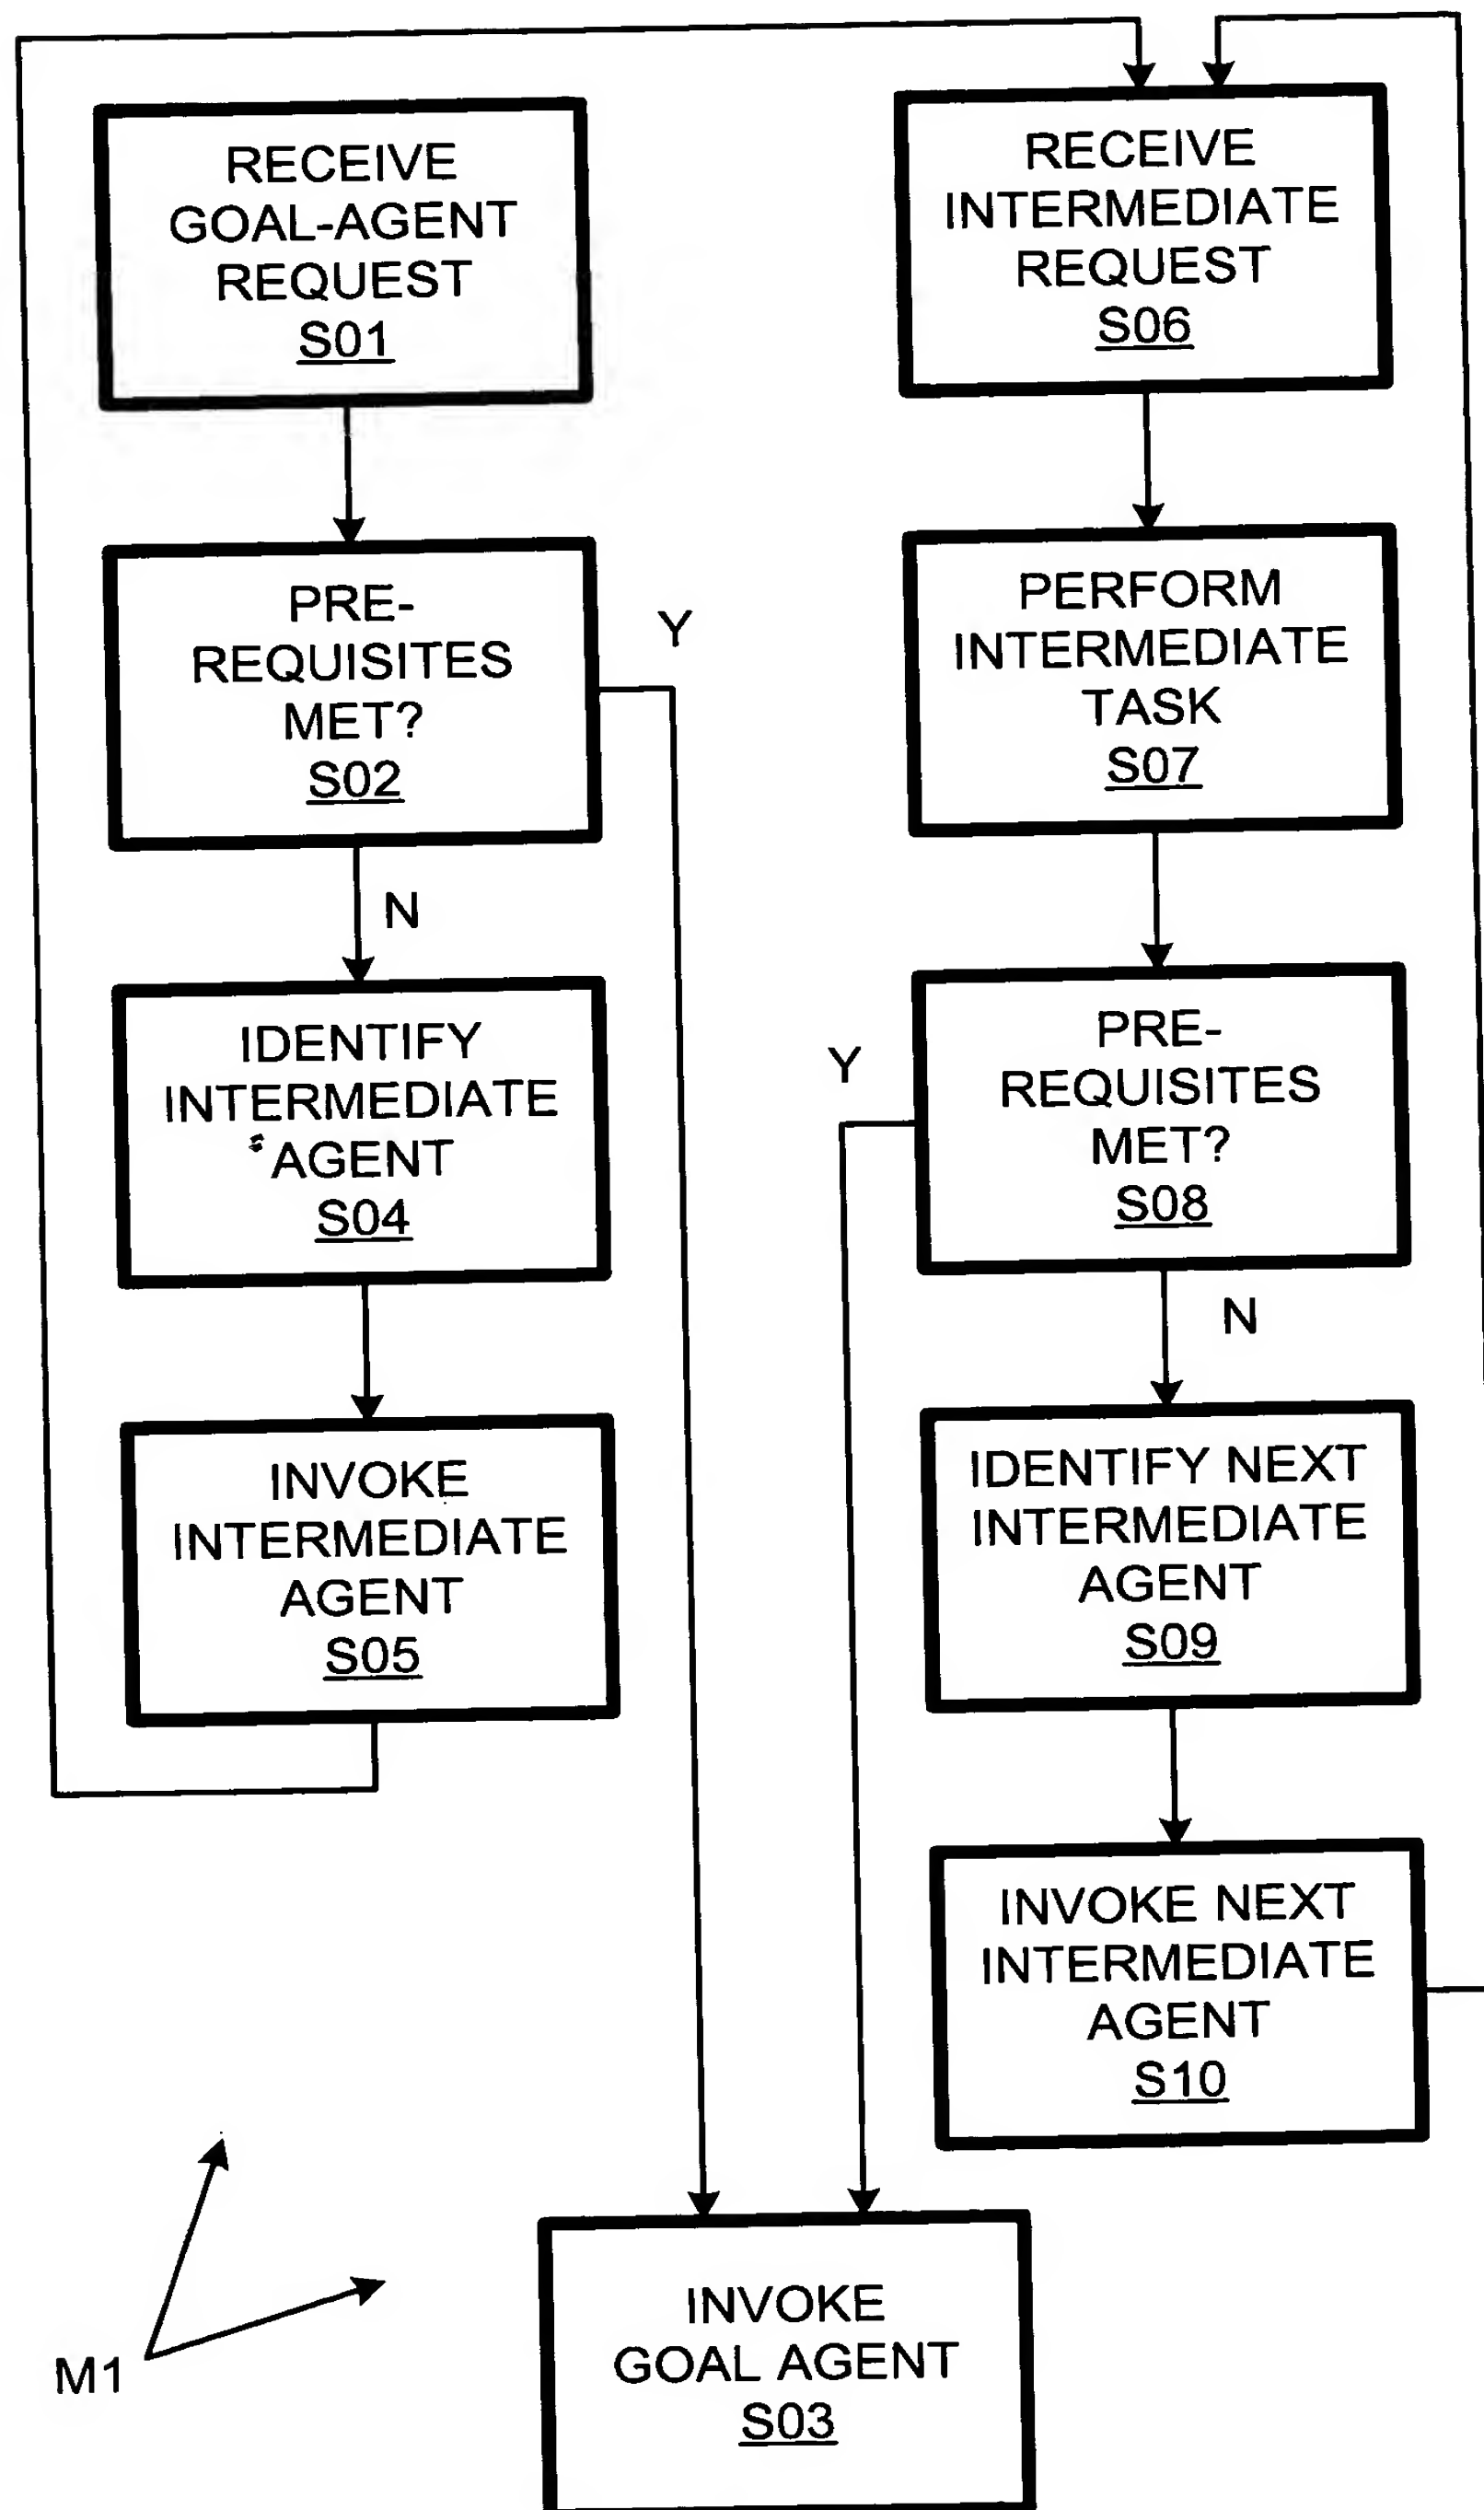 RECEIVE
GOAL-AGENT
REQUEST
S01
PRE-
REQUISITES
MET?
S02
Y
N
IDENTIFY
INTERMEDIATE
AGENT
S04
INVOKE
INTERMEDIATE
AGENT
S05
RECEIVE
INTERMEDIATE
REQUEST
S06
PERFORM
INTERMEDIATE
TASK
S07
PRE-
REQUISITES
MET?
S08
Y
N
IDENTIFY NEXT
INTERMEDIATE
AGENT
S09
INVOKE NEXT
INTERMEDIATE
AGENT
S10
INVOKE
GOAL AGENT
S03
M1